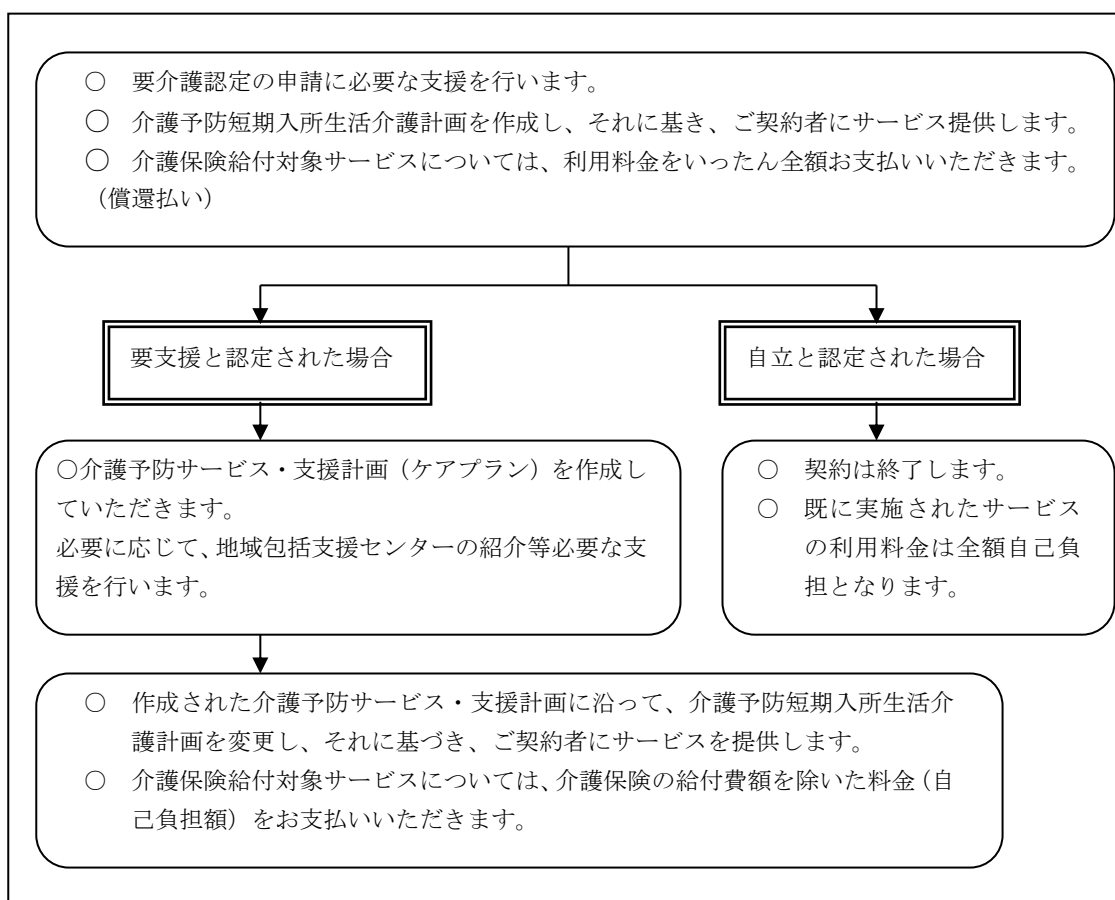 ○ 要介護認定の申請に必要な支援を行います。
○ 介護予防短期入所生活介護計画を作成し、それに基き、ご契約者にサービス提供します。
○ 介護保険給付対象サービスについては、利用料金をいったん全額お支払いいただきます。
（償還払い）
要支援と認定された場合
自立と認定された場合
○介護予防サービス・支援計画（ケアプラン）を作成し
ていただきます。
必要に応じて、地域包括支援センターの紹介等必要な支
援を行います。
○ 契約は終了します。
○ 既に実施されたサービス
の利用料金は全額自己負
担となります。
○ 作成された介護予防サービス・支援計画に沿って、介護予防短期入所生活介
護計画を変更し、それに基づき、ご契約者にサービスを提供します。
○ 介護保険給付対象サービスについては、介護保険の給付費額を除いた料金（自
己負担額）をお支払いいただきます。